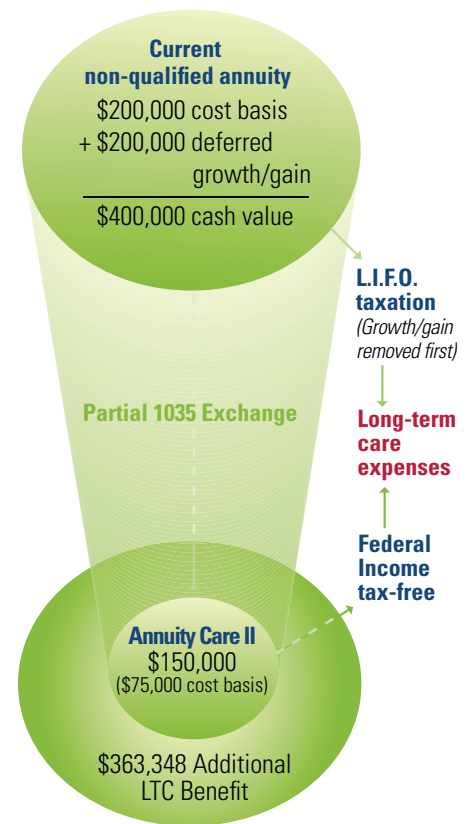 Current
non-qualified annuity
$200,000 cost basis
+ $200,000 deferred
growth/gain
$400,000 cash value
L.I.F.O.
taxation
(Growth/gain
removed first)
Partial 1035 Exchange
Long-term
care
expenses
Federal
Income
tax-free
Annuity Care II
$150,000
($75,000 cost basis)
$363,348 Additional
LTC Benefit